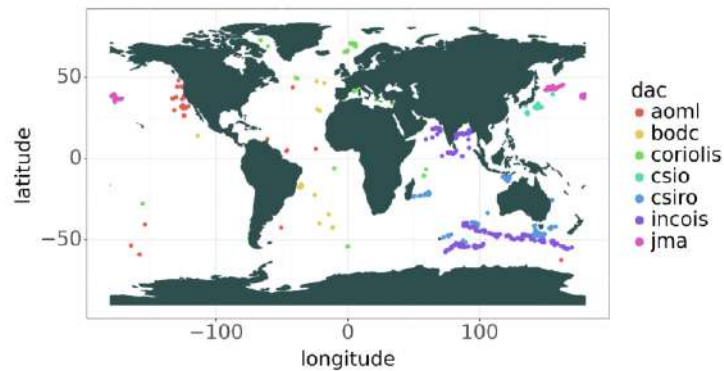 50
0
−50
latitude
−100
0
100
longitude
dac
aoml
bodc
coriolis
csio
csiro
incois
jma